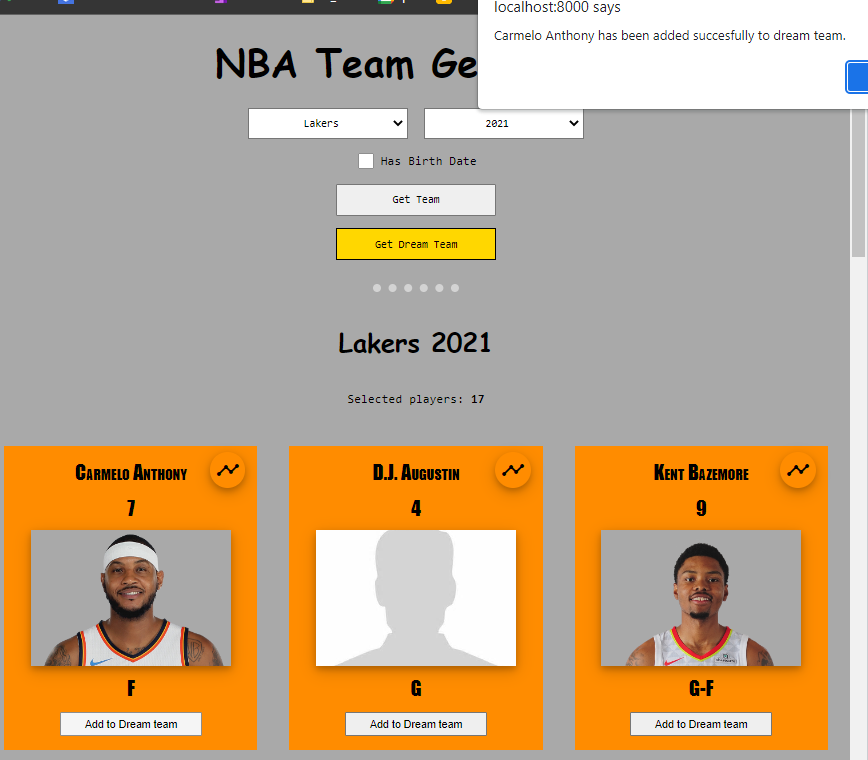 localhost:8000 says
Carmelo Anthony has been added succesfully to dream team.
NBA Team Ge
Lakers
2021
Has Birth Date
Get Team
Get Dream Team
Lakers 2021
Selected players: 17
Carmelo Anthony
7
F
Add to Dream team
D.J. Augustin
4
G
Add to Dream team
Kent Bazemore
9
G-F
Add to Dream team